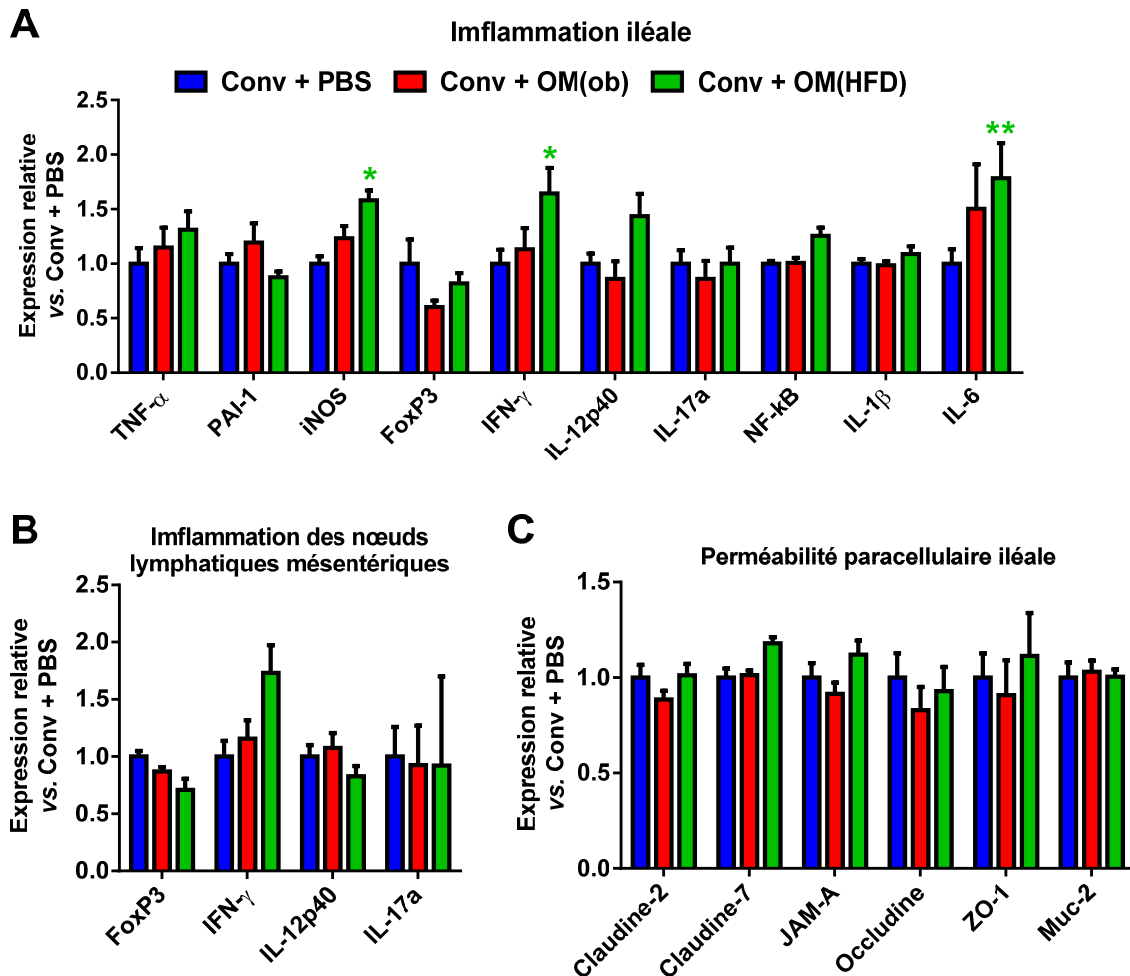 A
Imflammation iléale
Conv + PBS Conv + OM(ob) Conv + OM(HFD)
Expression relative
vs. Conv + PBS
2.5
2.0
1.5
1.0
0.5
0.0
* * **
TNF-α PAI-1 iNOS FoxP3 IFN-γ IL-12p40 IL-17a NF-kB IL-1β IL-6
B
Imflammation des nœuds
lymphatiques mésentériques
Expression relative
vs. Conv + PBS
2.5
2.0
1.5
1.0
0.5
0.0
FoxP3 IFN-γ IL-12p40 IL-17a
C
Perméabilité paracellulaire iléale
Expression relative
vs. Conv + PBS
1.5
1.0
0.5
0.0
Claudine-2 Claudine-7 JAM-A Occludine ZO-1 Muc-2